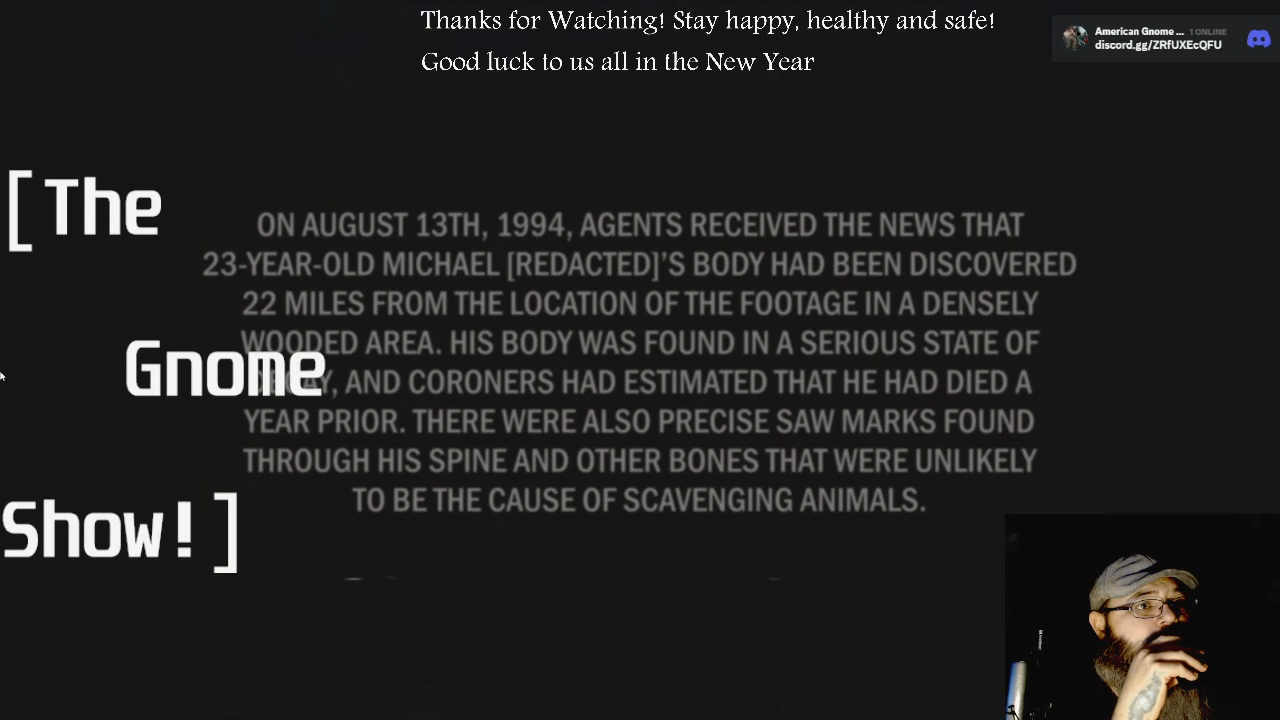 Thanks for Watching! Stay happy, healthy and safe!
Good luck to us all in the New Year
American Gnome ... 1 ONLINE
discord.gg/ZRfUXEcQFU
[The
Gnome
Show!]
ON AUGUST 13TH, 1994, AGENTS RECEIVED THE NEWS THAT
23-YEAR-OLD MICHAEL [REDACTED]'S BODY HAD BEEN DISCOVERED
22 MILES FROM THE LOCATION OF THE FOOTAGE IN A DENSELY
WOODED AREA. HIS BODY WAS FOUND IN A SERIOUS STATE OF
DECAY, AND CORONERS HAD ESTIMATED THAT HE HAD DIED A
YEAR PRIOR. THERE WERE ALSO PRECISE SAW MARKS FOUND
THROUGH HIS SPINE AND OTHER BONES THAT WERE UNLIKELY
TO BE THE CAUSE OF SCAVENGING ANIMALS.